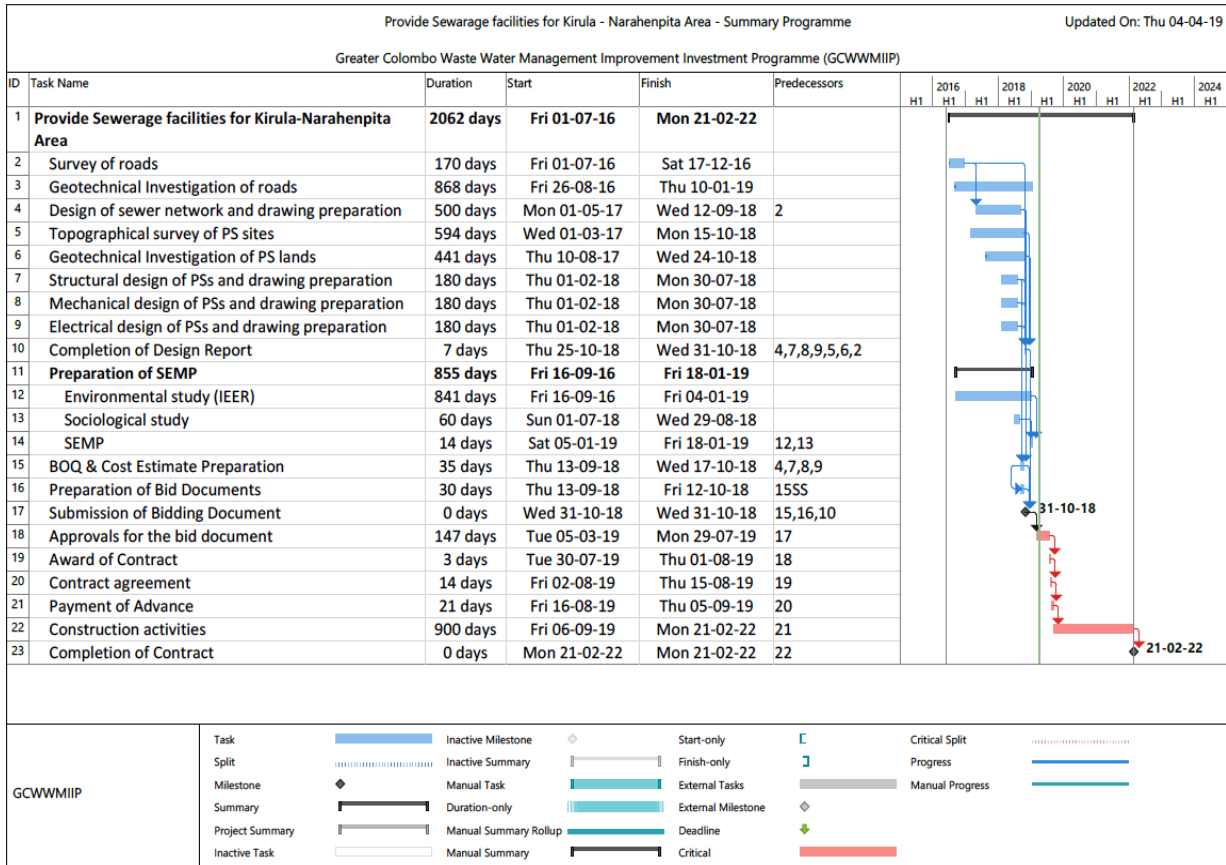 Provide Sewarage facilities for Kirula - Narahenpita Area - Summary Programme Updated On: Thu 04-04-19
Greater Colombo Waste Water Management Improvement Investment Programme (GCWWMIIP)
ID Task Name Duration Start Finish Predecessors 2016 2018 2020 2022 2024
H1 H1 H1 H1 H1 H1 H1 H1 H1 H1
1 Provide Sewerage facilities for Kirula-Narahenpita 2062 days Fri 01-07-16 Mon 21-02-22
Area
2 Survey of roads 170 days Fri 01-07-16 Sat 17-12-16
3 Geotechnical Investigation of roads 868 days Fri 26-08-16 Thu 10-01-19
4 Design of sewer network and drawing preparation 500 days Mon 01-05-17 Wed 12-09-18 2
5 Topographical survey of PS sites 594 days Wed 01-03-17 Mon 15-10-18
6 Geotechnical Investigation of PS lands 441 days Thu 10-08-17 Wed 24-10-18
7 Structural design of PSs and drawing preparation 180 days Thu 01-02-18 Mon 30-07-18
8 Mechanical design of PSs and drawing preparation 180 days Thu 01-02-18 Mon 30-07-18
9 Electrical design of PSs and drawing preparation 180 days Thu 01-02-18 Mon 30-07-18
10 Completion of Design Report 7 days Thu 25-10-18 Wed 31-10-18 4,7,8,9,5,6,2
11 Preparation of SEMP 855 days Fri 16-09-16 Fri 18-01-19
12 Environmental study (IEER) 841 days Fri 16-09-16 Fri 04-01-19
13 Sociological study 60 days Sun 01-07-18 Wed 29-08-18
14 SEMP 14 days Sat 05-01-19 Fri 18-01-19 12,13
15 BOQ & Cost Estimate Preparation 35 days Thu 13-09-18 Wed 17-10-18 4,7,8,9
16 Preparation of Bid Documents 30 days Thu 13-09-18 Fri 12-10-18 15SS
17 Submission of Bidding Document 0 days Wed 31-10-18 Wed 31-10-18 15,16,10 31-10-18
18 Approvals for the bid document 147 days Tue 05-03-19 Mon 29-07-19 17
19 Award of Contract 3 days Tue 30-07-19 Thu 01-08-19 18
20 Contract agreement 14 days Fri 02-08-19 Thu 15-08-19 19
21 Payment of Advance 21 days Fri 16-08-19 Thu 05-09-19 20
22 Construction activities 900 days Fri 06-09-19 Mon 21-02-22 21
23 Completion of Contract 0 days Mon 21-02-22 Mon 21-02-22 22 21-02-22
GCWWMIIP
Task Inactive Milestone Start-only Critical Split
Split Inactive Summary Finish-only Progress
Milestone Manual Task External Tasks Manual Progress
Summary Duration-only External Milestone
Project Summary Manual Summary Rollup Deadline
Inactive Task Manual Summary Critical